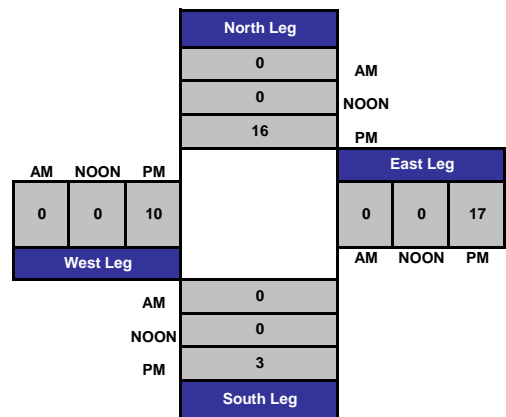 North Leg
0
AM
0
NOON
16
PM
AM NOON PM
East Leg
0 0 10
0 0 17
West Leg
AM NOON PM
AM
0
NOON
0
PM
3
South Leg